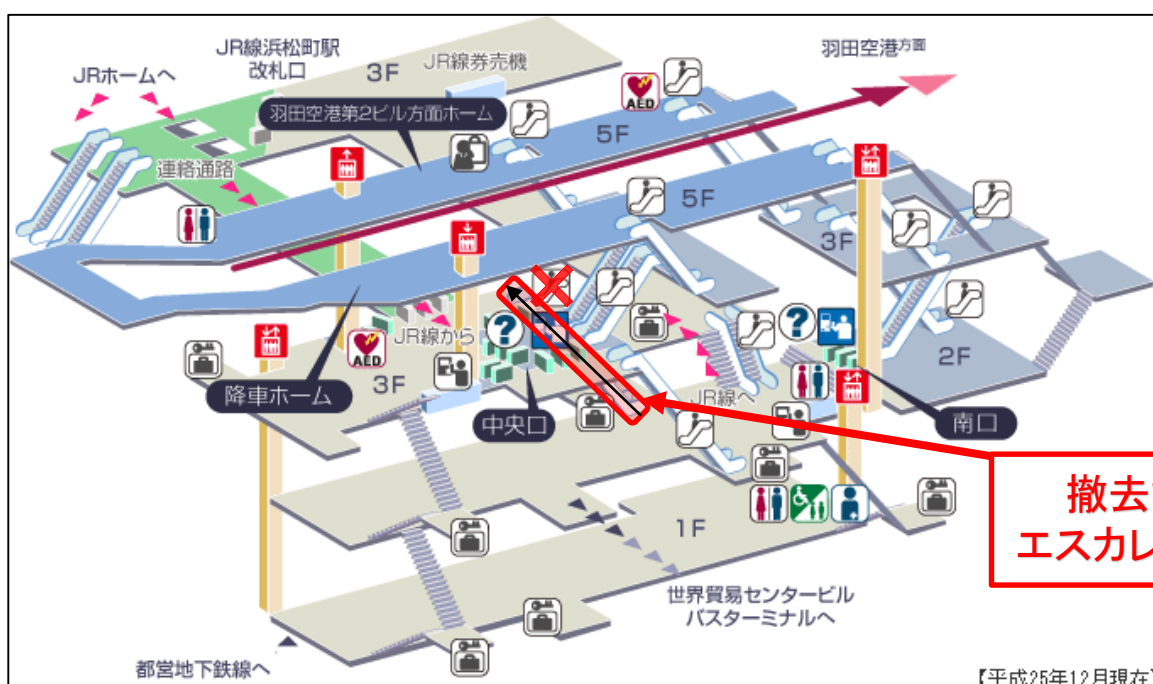 JR線浜松町駅
改札口
JRホームへ
3F
JR線券売機
羽田空港方面
AED
羽田空港第2ビル方面ホーム
5F
連絡通路
5F
3F
?
JR線から
AED
3F
?
2F
降車ホーム
中央口
JR線へ
南口
撤去
エスカレ
1F
世界貿易センタービル
バスターミナルへ
都営地下鉄線へ
【平成25年12月現在】